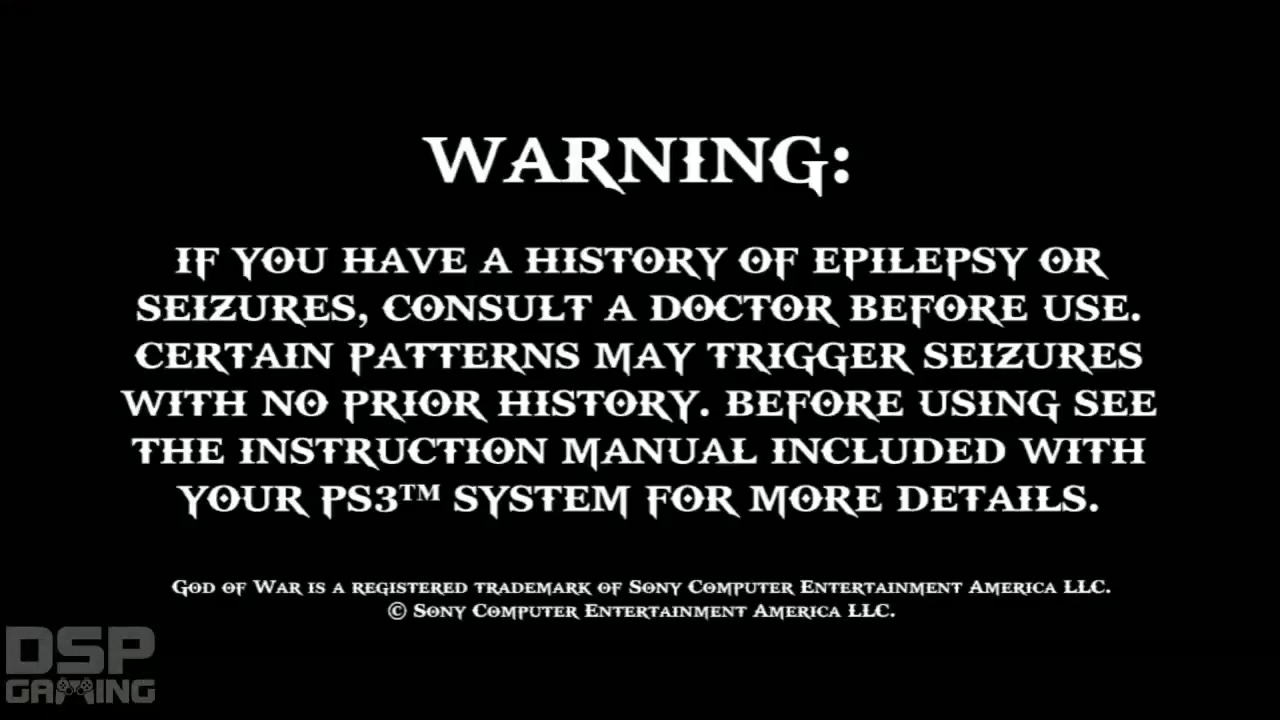 WARNING:
IF YOU HAVE A HISTORY OF EPILEPSY OR
SEIZURES, CONSULT A DOCTOR BEFORE USE.
CERTAIN PATTERNS MAY TRIGGER SEIZURES
WITH NO PRIOR HISTORY. BEFORE USING SEE
THE INSTRUCTION MANUAL INCLUDED WITH
YOUR PS3™ SYSTEM FOR MORE DETAILS.
God of War is a registered trademark of Sony Computer Entertainment America LLC.
© Sony Computer Entertainment America LLC.
DSP
GAMING